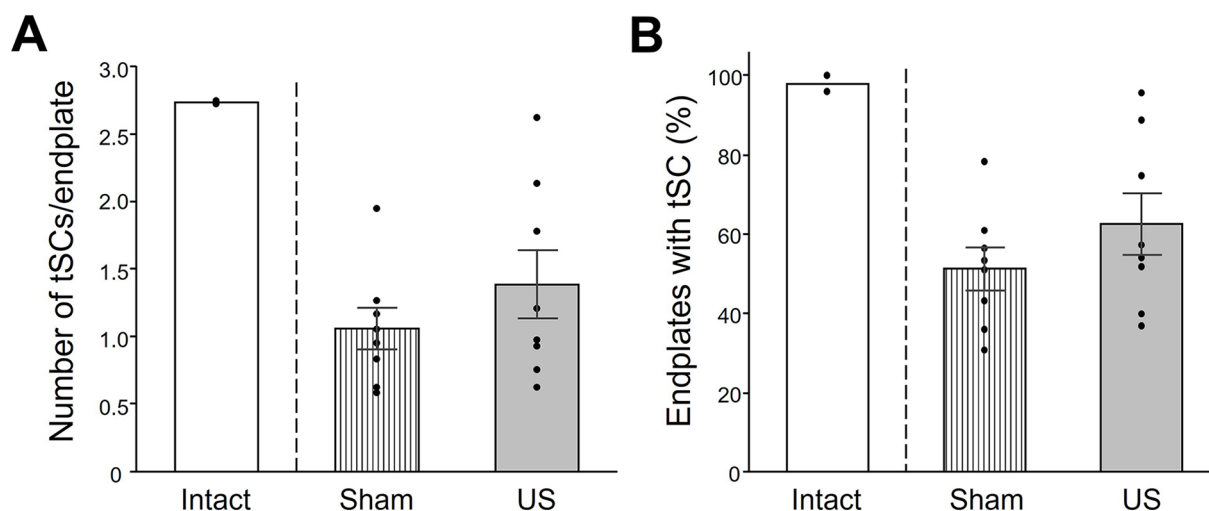 A
Number of tSCs/endplate
3.0
2.5
2.0
1.5
1.0
0.5
0
Intact
Sham
US
B
Endplates with tSC (%)
100
80
60
40
20
0
Intact
Sham
US